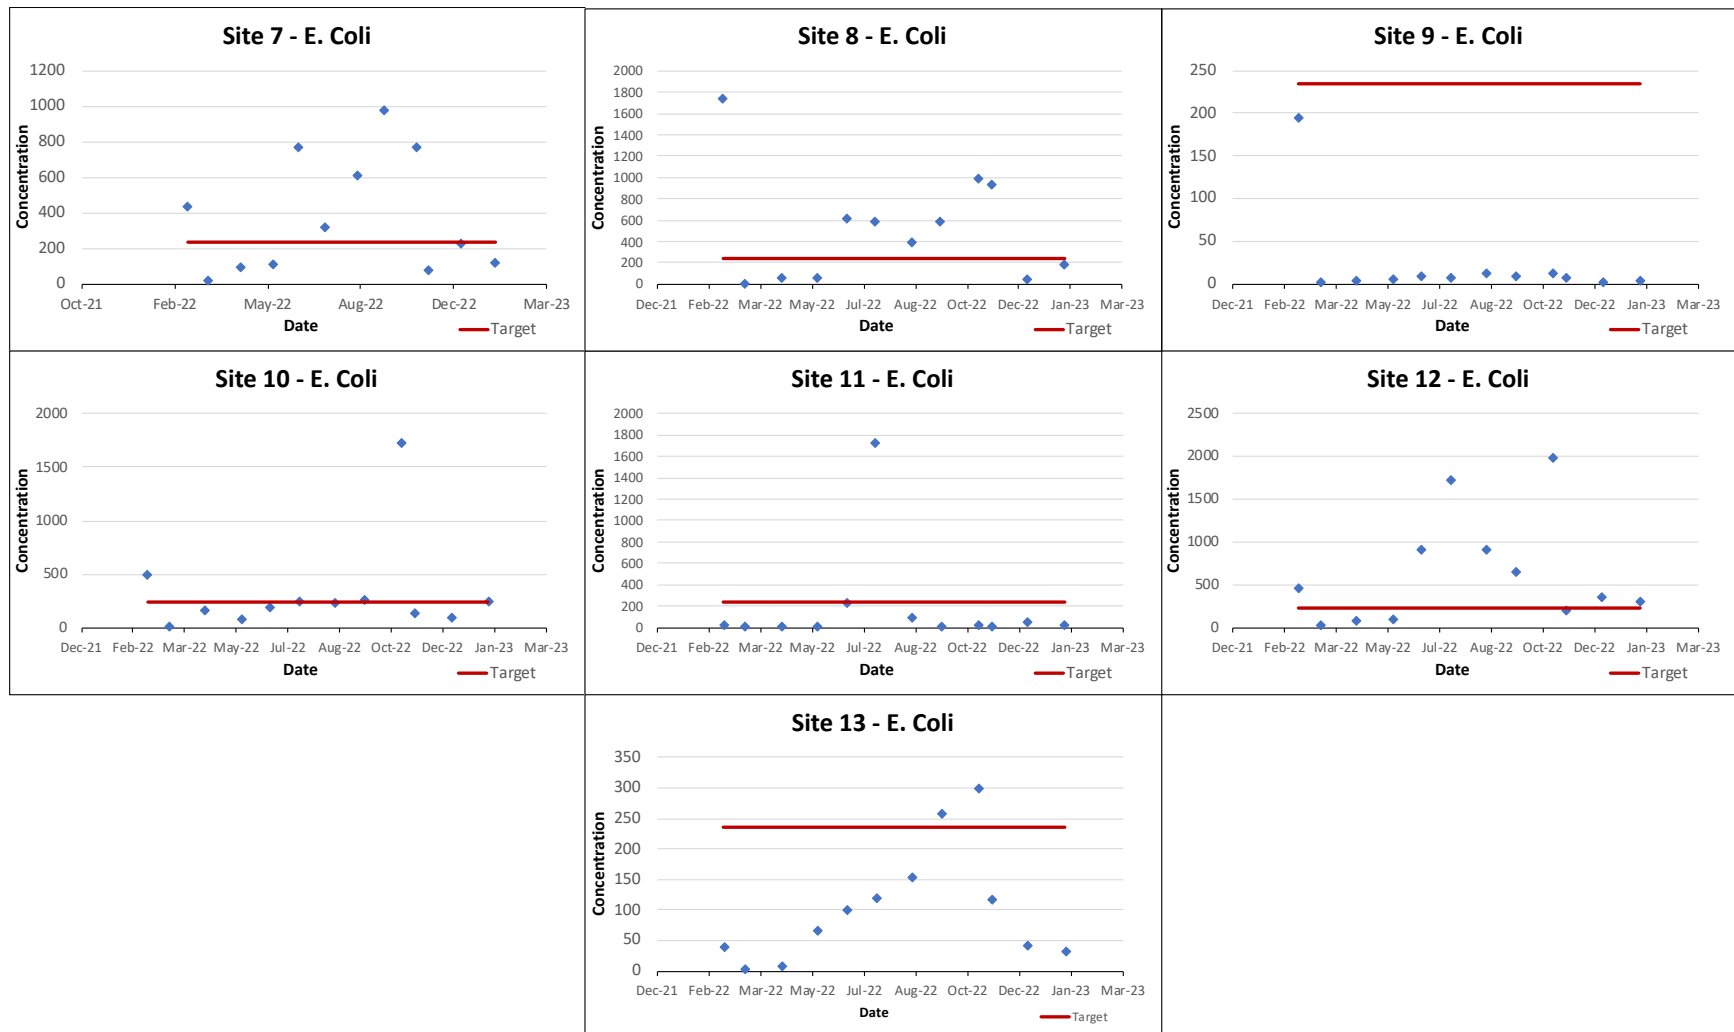 Site 7 - E. Coli
1200
1000
800
600
400
200
0
Concentration
Oct-21 Feb-22 May-22 Aug-22 Dec-22 Mar-23
Date
Target
Site 8 - E. Coli
2000
1800
1600
1400
1200
1000
800
600
400
200
0
Concentration
Dec-21 Feb-22 Mar-22 May-22 Jul-22 Aug-22 Oct-22 Dec-22 Jan-23 Mar-23
Date
Target
Site 9 - E. Coli
250
200
150
100
50
0
Concentration
Dec-21 Feb-22 Mar-22 May-22 Jul-22 Aug-22 Oct-22 Dec-22 Jan-23 Mar-23
Date
Target
Site 10 - E. Coli
2000
1500
1000
500
0
Concentration
Dec-21 Feb-22 Mar-22 May-22 Jul-22 Aug-22 Oct-22 Dec-22 Jan-23 Mar-23
Date
Target
Site 11 - E. Coli
2000
1800
1600
1400
1200
1000
800
600
400
200
0
Concentration
Dec-21 Feb-22 Mar-22 May-22 Jul-22 Aug-22 Oct-22 Dec-22 Jan-23 Mar-23
Date
Target
Site 12 - E. Coli
2500
2000
1500
1000
500
0
Concentration
Dec-21 Feb-22 Mar-22 May-22 Jul-22 Aug-22 Oct-22 Dec-22 Jan-23 Mar-23
Date
Target
Site 13 - E. Coli
350
300
250
200
150
100
50
0
Concentration
Dec-21 Feb-22 Mar-22 May-22 Jul-22 Aug-22 Oct-22 Dec-22 Jan-23 Mar-23
Date
Target